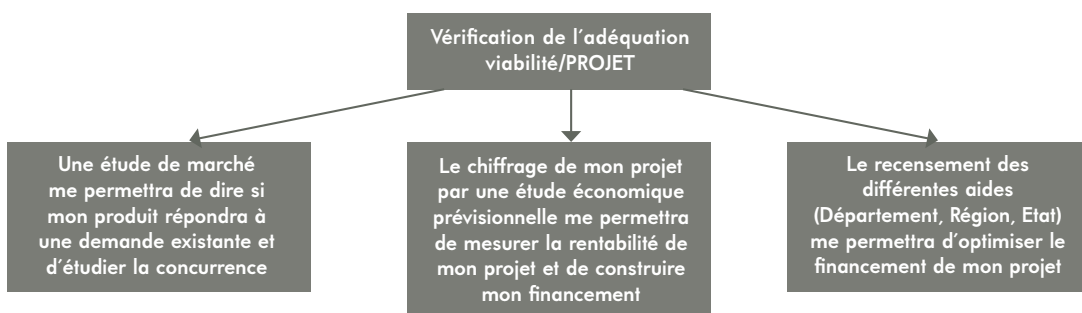 Vérification de l'adéquation
viabilité/PROJET
Une étude de marché
me permettra de dire si
mon produit répondra à
une demande existante et
d'étudier la concurrence
Le chiffrage de mon projet
par une étude économique
prévisionnelle me permettra
de mesurer la rentabilité de
mon projet et de construire
mon financement
Le recensement des
différentes aides
(Département, Région, Etat)
me permettra d'optimiser le
financement de mon projet